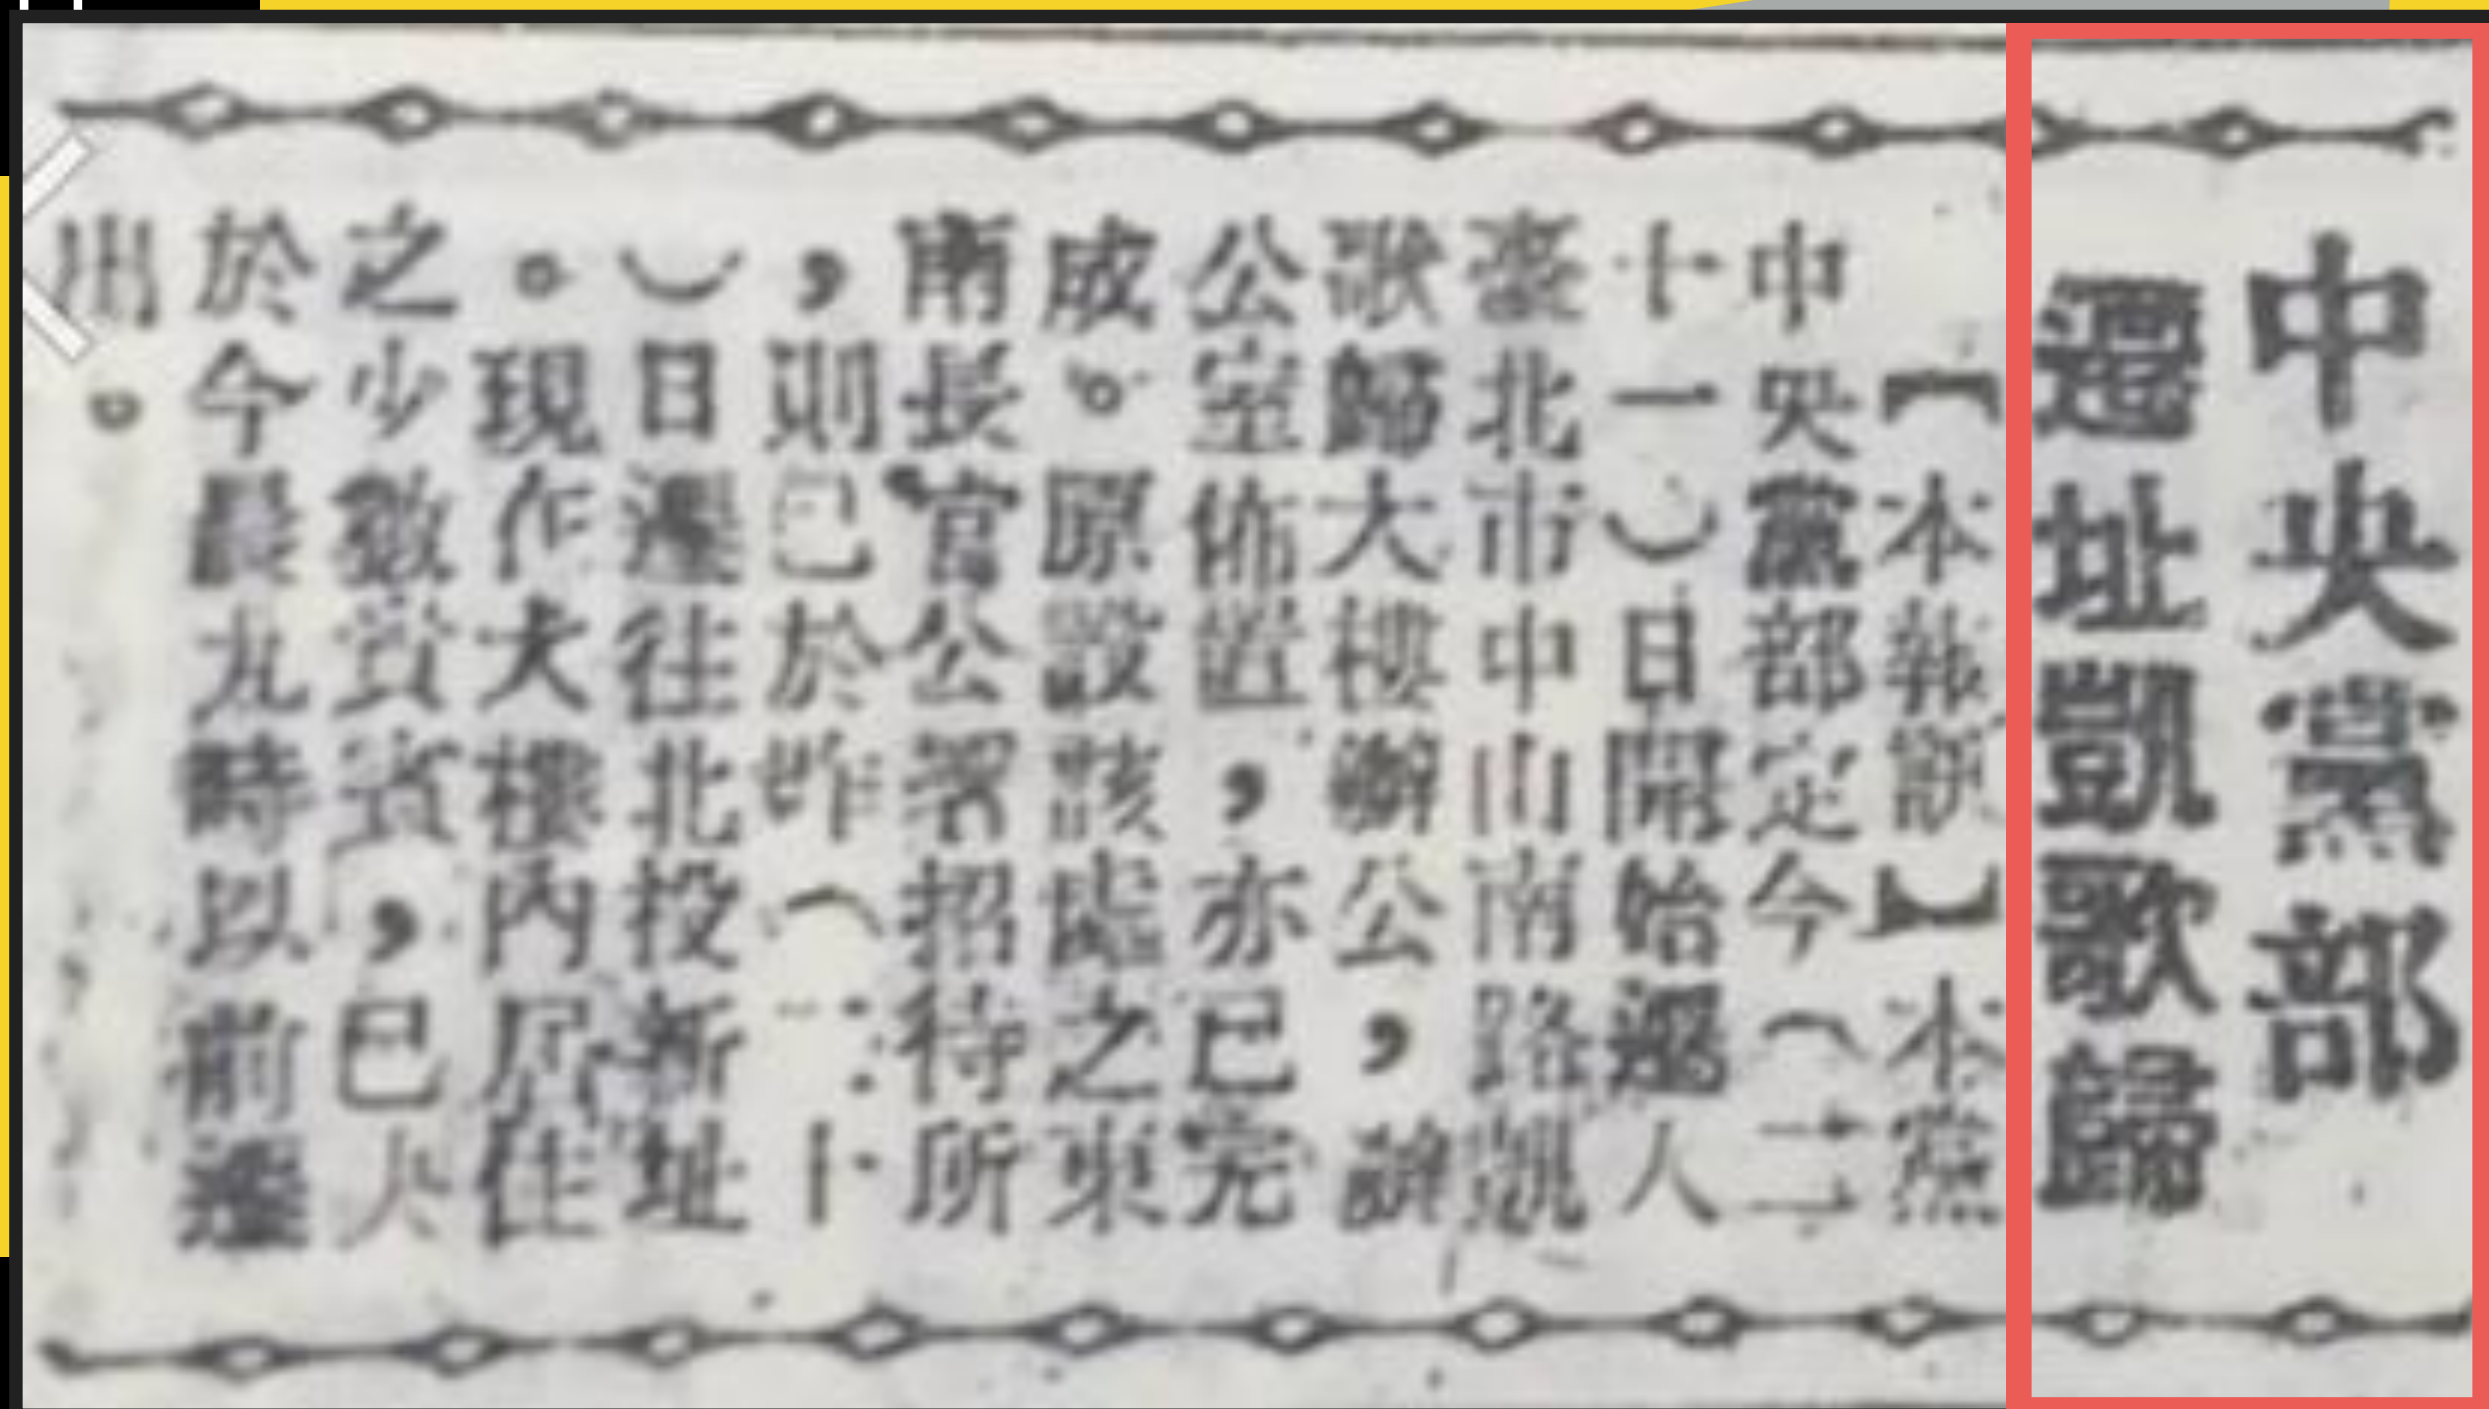 中央黨部
遷址凱歌歸
【本報訊】本黨
中央黨部定今(二
十一)日開始遷入
臺北市中山南路凱
歌歸大樓辦公,辦
公室佈置,亦已完
成。原設該處之東
南長官公署招待所
,則已於昨(二十
)日遷往北投新址
。現作大樓內居住
之少數貴賓,已
於今晨九時以前遷
出。